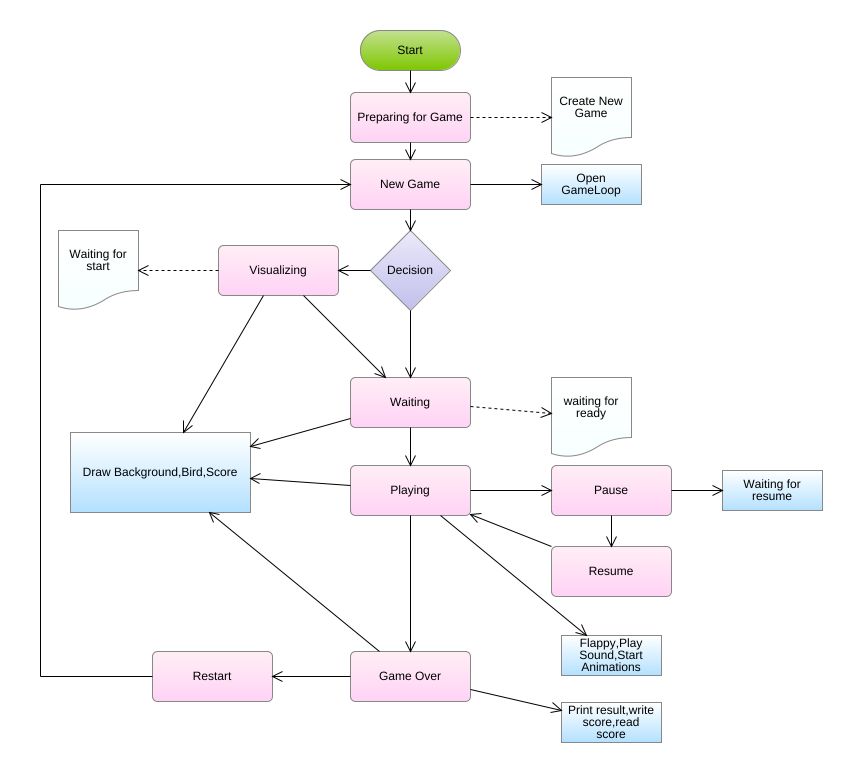 Start
Preparing for Game
Create New
Game
New Game
Open
GameLoop
Waiting for
start
Visualizing
Decision
Waiting
waiting for
ready
Draw Background,Bird,Score
Playing
Pause
Waiting for
resume
Resume
Flappy,Play
Sound,Start
Animations
Restart
Game Over
Print result,write
score,read
score